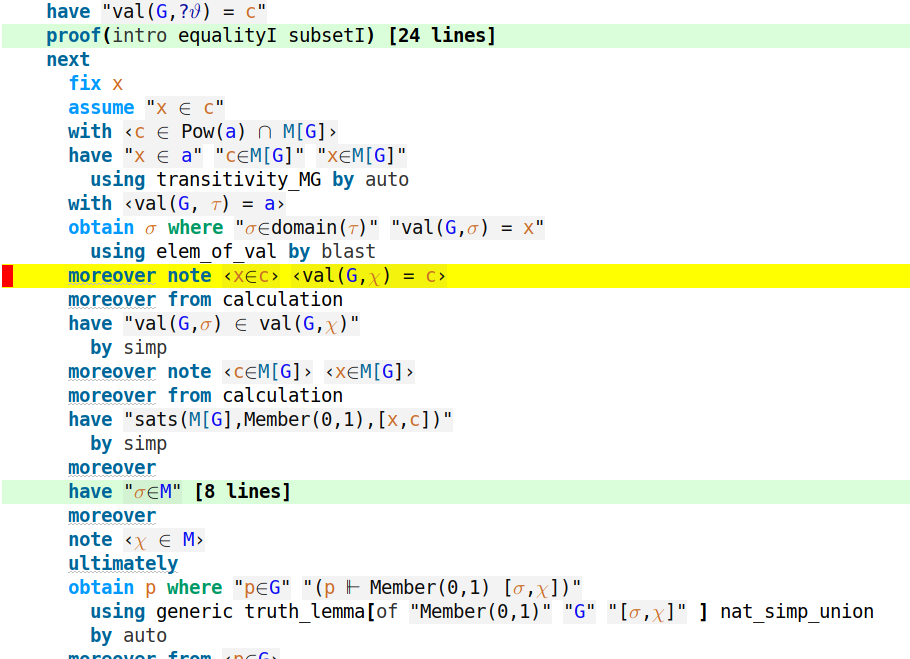 have "val(G,?ϑ) = c"
proof(intro equalityI subsetI) [24 lines]
next
fix x
assume "x ∈ c"
with ‹c ∈ Pow(a) ∩ M[G]›
have "x ∈ a" "c∈M[G]" "x∈M[G]"
using transitivity_MG by auto
with ‹val(G, τ) = a›
obtain σ where "σ∈domain(τ)" "val(G,σ) = x"
using elem_of_val by blast
moreover note ‹x∈c› ‹val(G,χ) = c›
moreover from calculation
have "val(G,σ) ∈ val(G,χ)"
by simp
moreover note ‹c∈M[G]› ‹x∈M[G]›
moreover from calculation
have "sats(M[G],Member(0,1),[x,c])"
by simp
moreover
have "σ∈M" [8 lines]
moreover
note ‹χ ∈ M›
ultimately
obtain p where "p∈G" "(p ⊩ Member(0,1) [σ,χ])"
using generic truth_lemma[of "Member(0,1)" "G" "[σ,χ]" ] nat_simp_union
by auto
moreover from ‹p∈G›